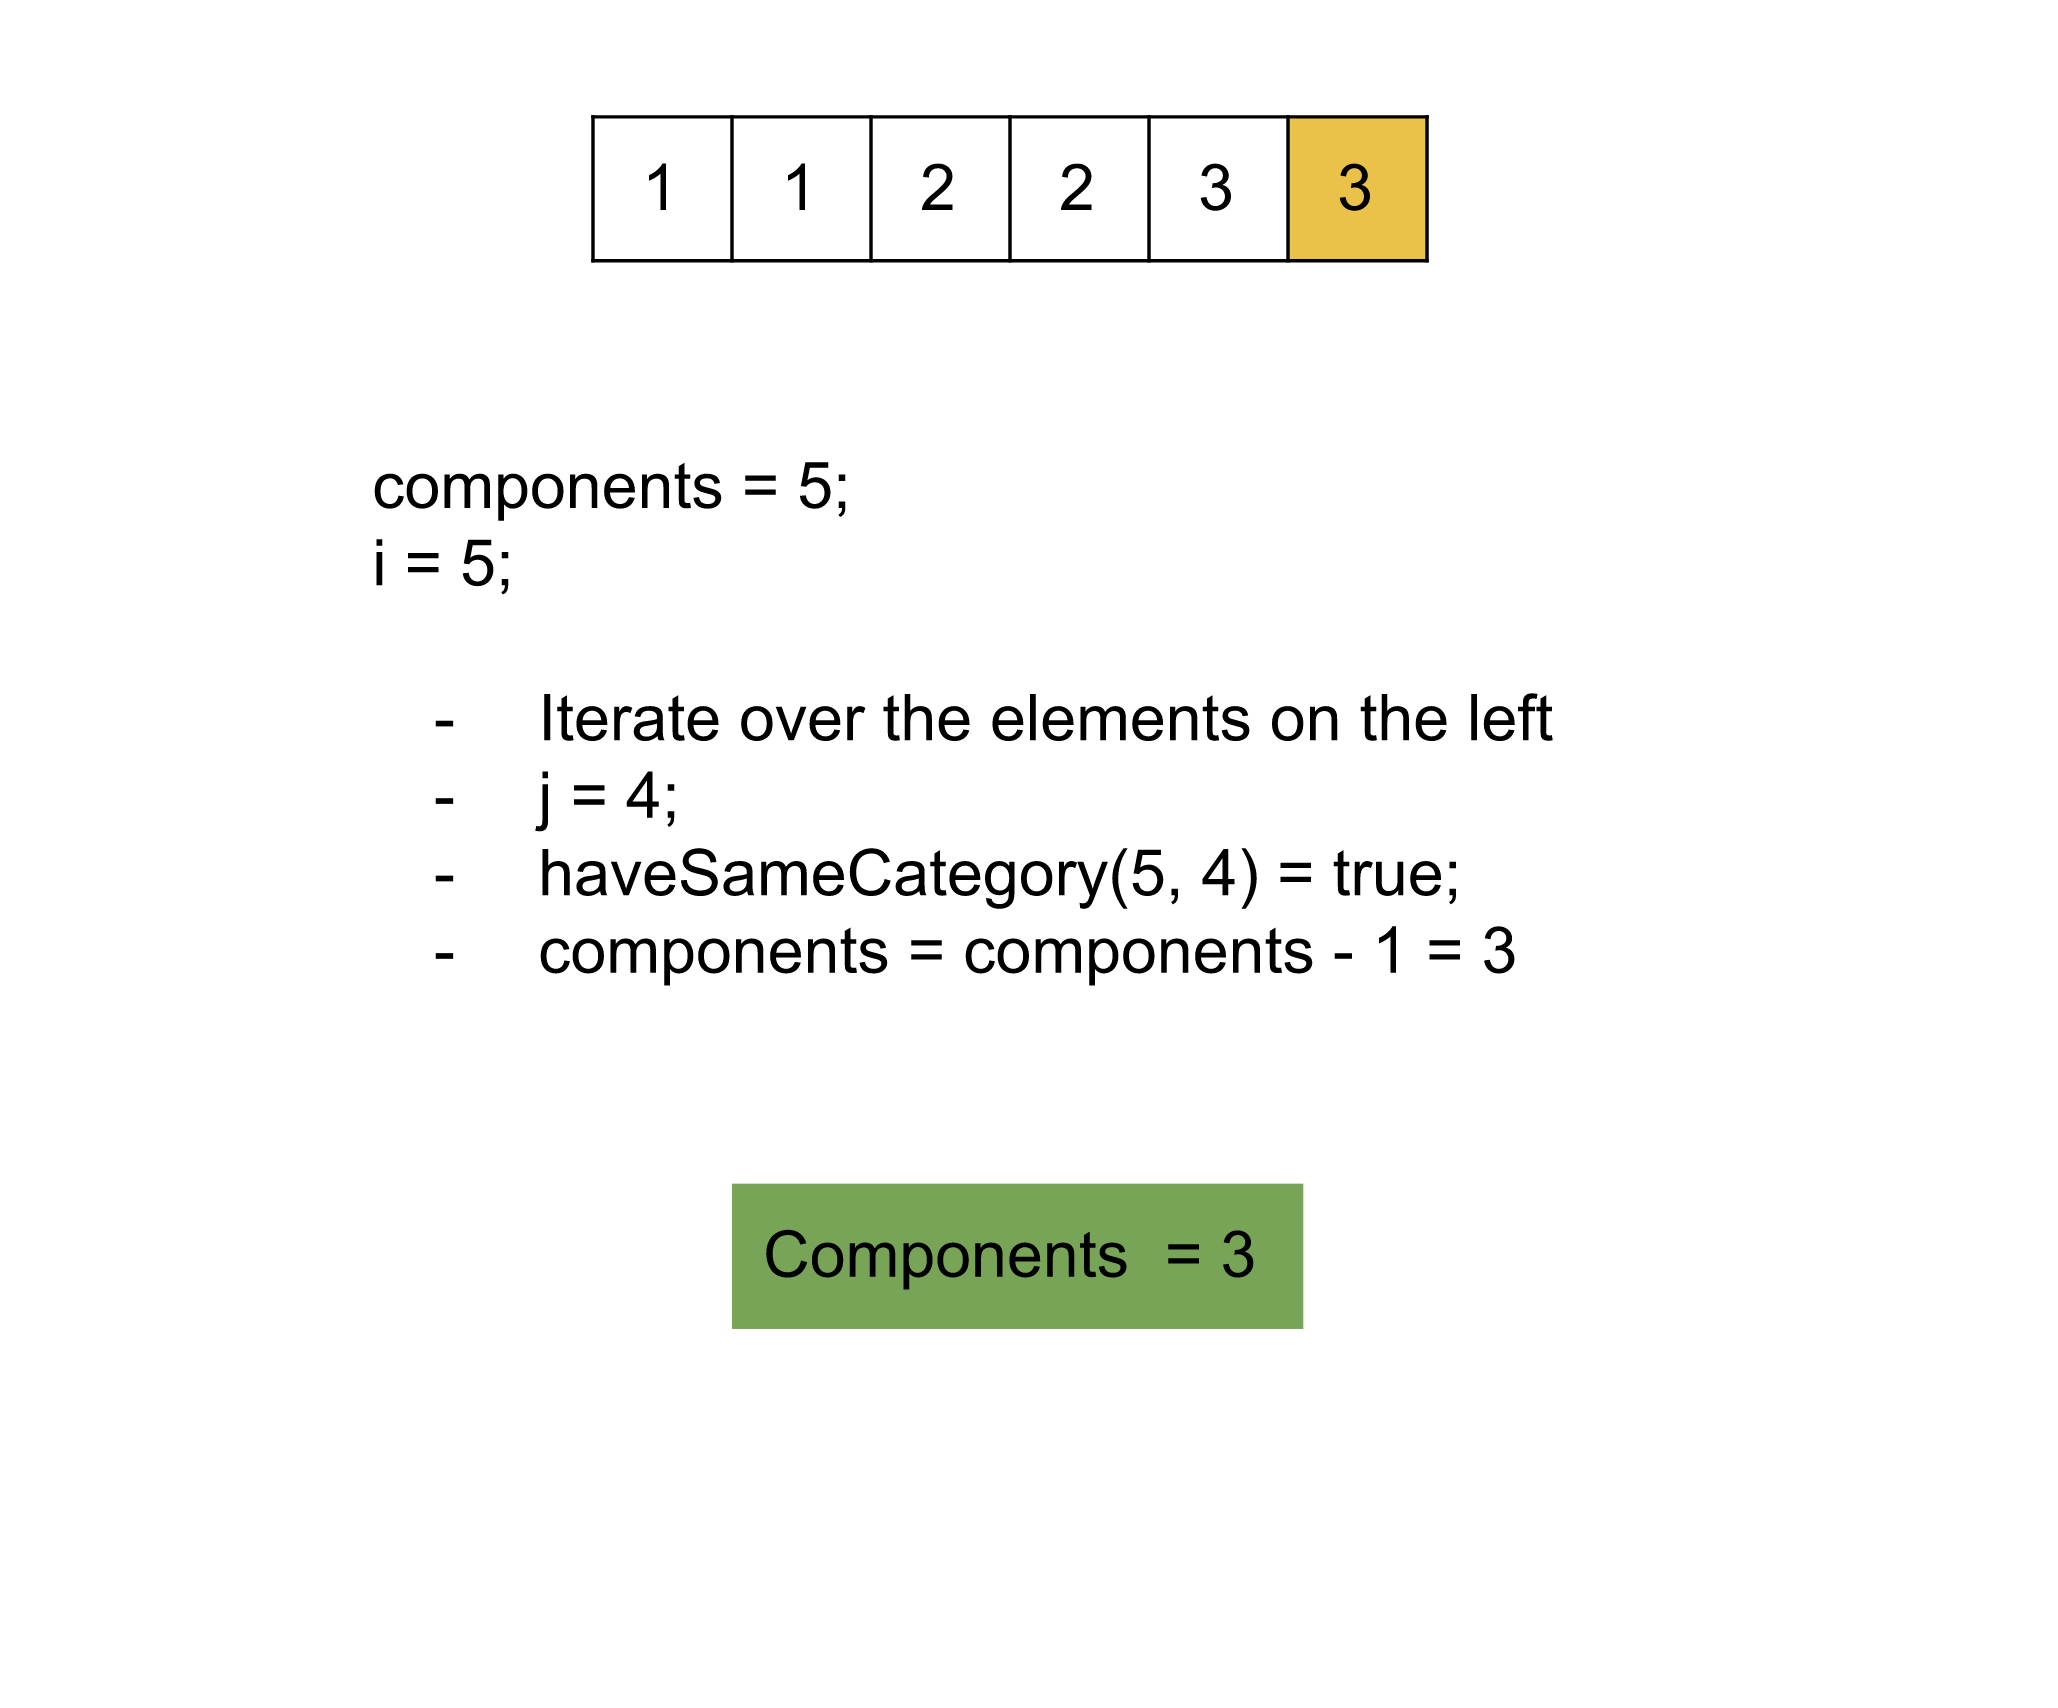 1 1 2 2 3 3
components = 5;
i = 5;
- Iterate over the elements on the left
- j = 4;
- haveSameCategory(5, 4) = true;
- components = components - 1 = 3
Components = 3